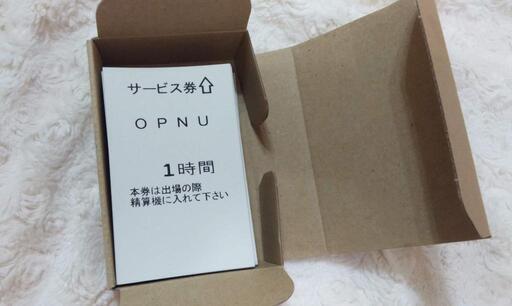 サービス券⇧
ＯＰＮＵ
1時間
本券は出場の際
精算機に入れて下さい